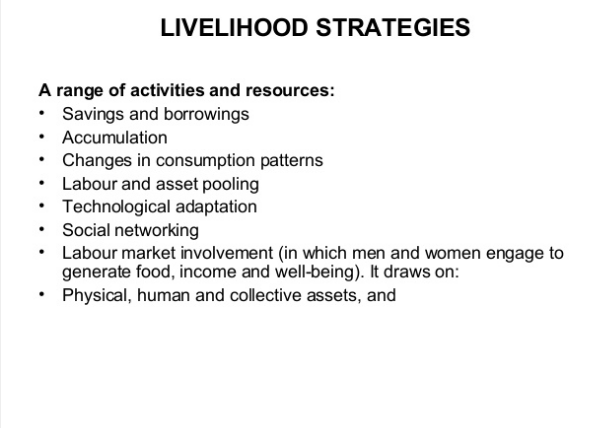 LIVELIHOOD STRATEGIES
A range of activities and resources:
• Savings and borrowings
• Accumulation
• Changes in consumption patterns
• Labour and asset pooling
• Technological adaptation
• Social networking
• Labour market involvement (in which men and women engage to
generate food, income and well-being). It draws on:
• Physical, human and collective assets, and